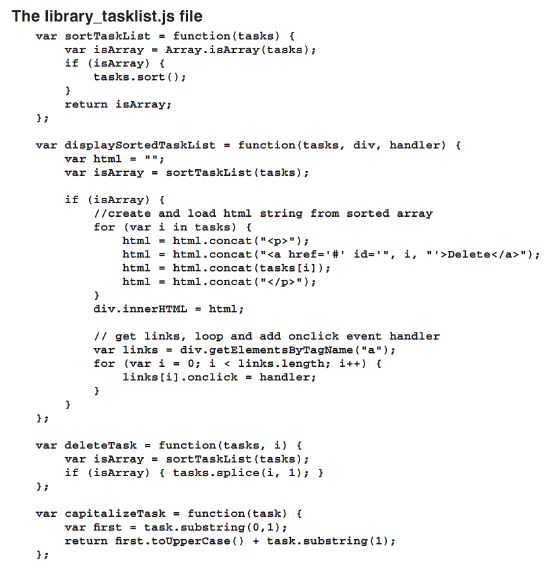 The library_tasklist.js file
var sortTaskList = function(tasks) {
    var isArray = Array.isArray(tasks);
    if (isArray) {
        tasks.sort();
    }
    return isArray;
};

var displaySortedTaskList = function(tasks, div, handler) {
    var html = "";
    var isArray = sortTaskList(tasks);

    if (isArray) {
        //create and load html string from sorted array
        for (var i in tasks) {
            html = html.concat("<p>");
            html = html.concat("<a href='#' id='", i, "'>Delete</a>");
            html = html.concat(tasks[i]);
            html = html.concat("</p>");
        }
        div.innerHTML = html;

        // get links, loop and add onclick event handler
        var links = div.getElementsByTagName("a");
        for (var i = 0; i < links.length; i++) {
            links[i].onclick = handler;
        }
    }
};

var deleteTask = function(tasks, i) {
    var isArray = sortTaskList(tasks);
    if (isArray) { tasks.splice(i, 1); }
};

var capitalizeTask = function(task) {
    var first = task.substring(0,1);
    return first.toUpperCase() + task.substring(1);
};